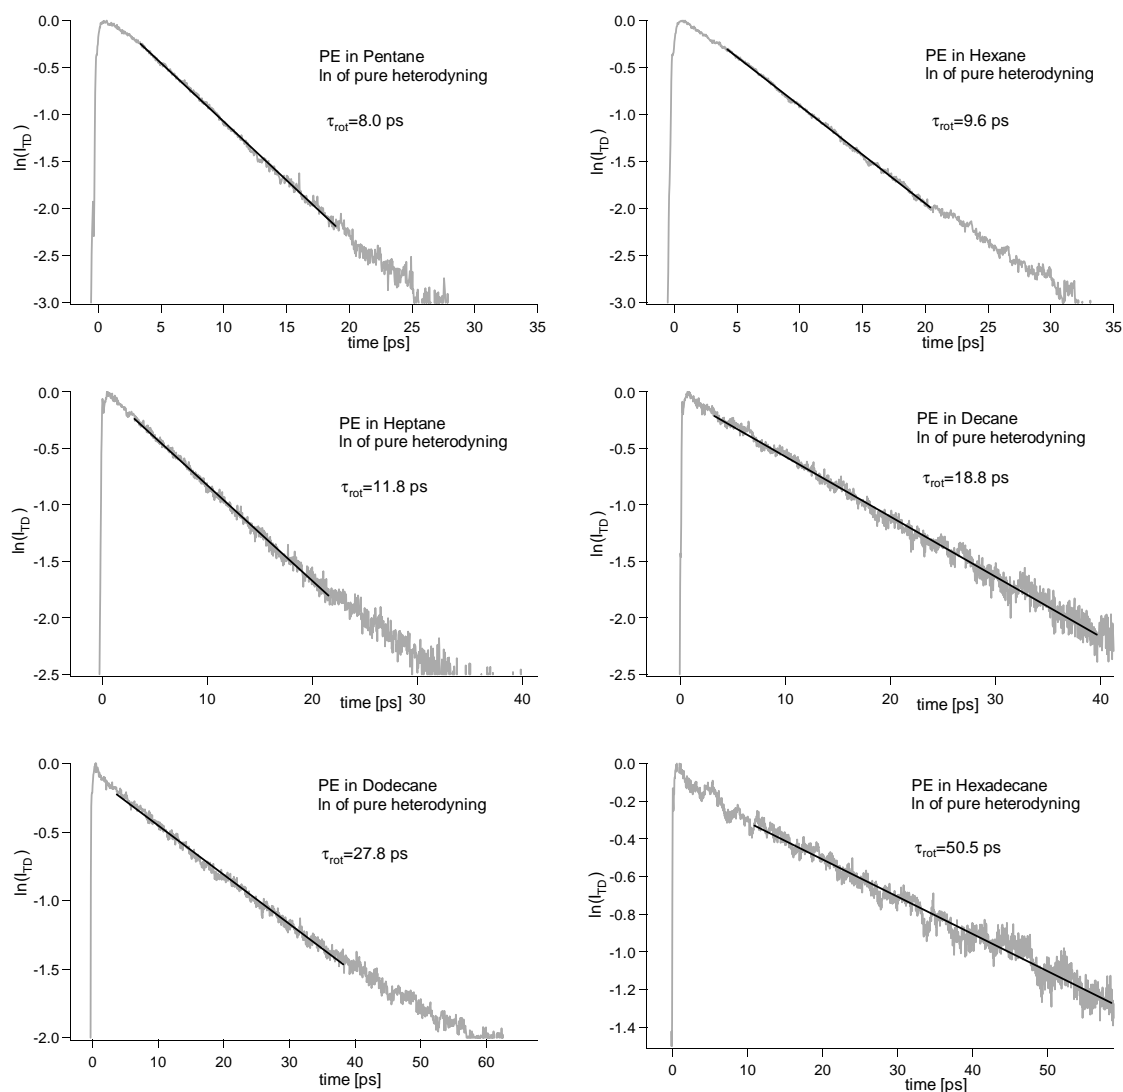 0.0
-0.5
-1.0
-1.5
-2.0
-2.5
-3.0
ln(I_TD)
PE in Pentane
ln of pure heterodyning
τrot=8.0 ps
0 5 10 15 20 25 30 35
time [ps]
0.0
-0.5
-1.0
-1.5
-2.0
-2.5
-3.0
ln(I_TD)
PE in Hexane
ln of pure heterodyning
τrot=9.6 ps
0 5 10 15 20 25 30 35
time [ps]
0.0
-0.5
-1.0
-1.5
-2.0
-2.5
ln(I_TD)
PE in Heptane
ln of pure heterodyning
τrot=11.8 ps
0 10 20 30 40
time [ps]
0.0
-0.5
-1.0
-1.5
-2.0
-2.5
ln(I_TD)
PE in Decane
ln of pure heterodyning
τrot=18.8 ps
0 10 20 30 40
time [ps]
0.0
-0.5
-1.0
-1.5
-2.0
ln(I_TD)
PE in Dodecane
ln of pure heterodyning
τrot=27.8 ps
0 10 20 30 40 50 60
time [ps]
0.0
-0.2
-0.4
-0.6
-0.8
-1.0
-1.2
-1.4
ln(I_TD)
PE in Hexadecane
ln of pure heterodyning
τrot=50.5 ps
0 10 20 30 40 50
time [ps]